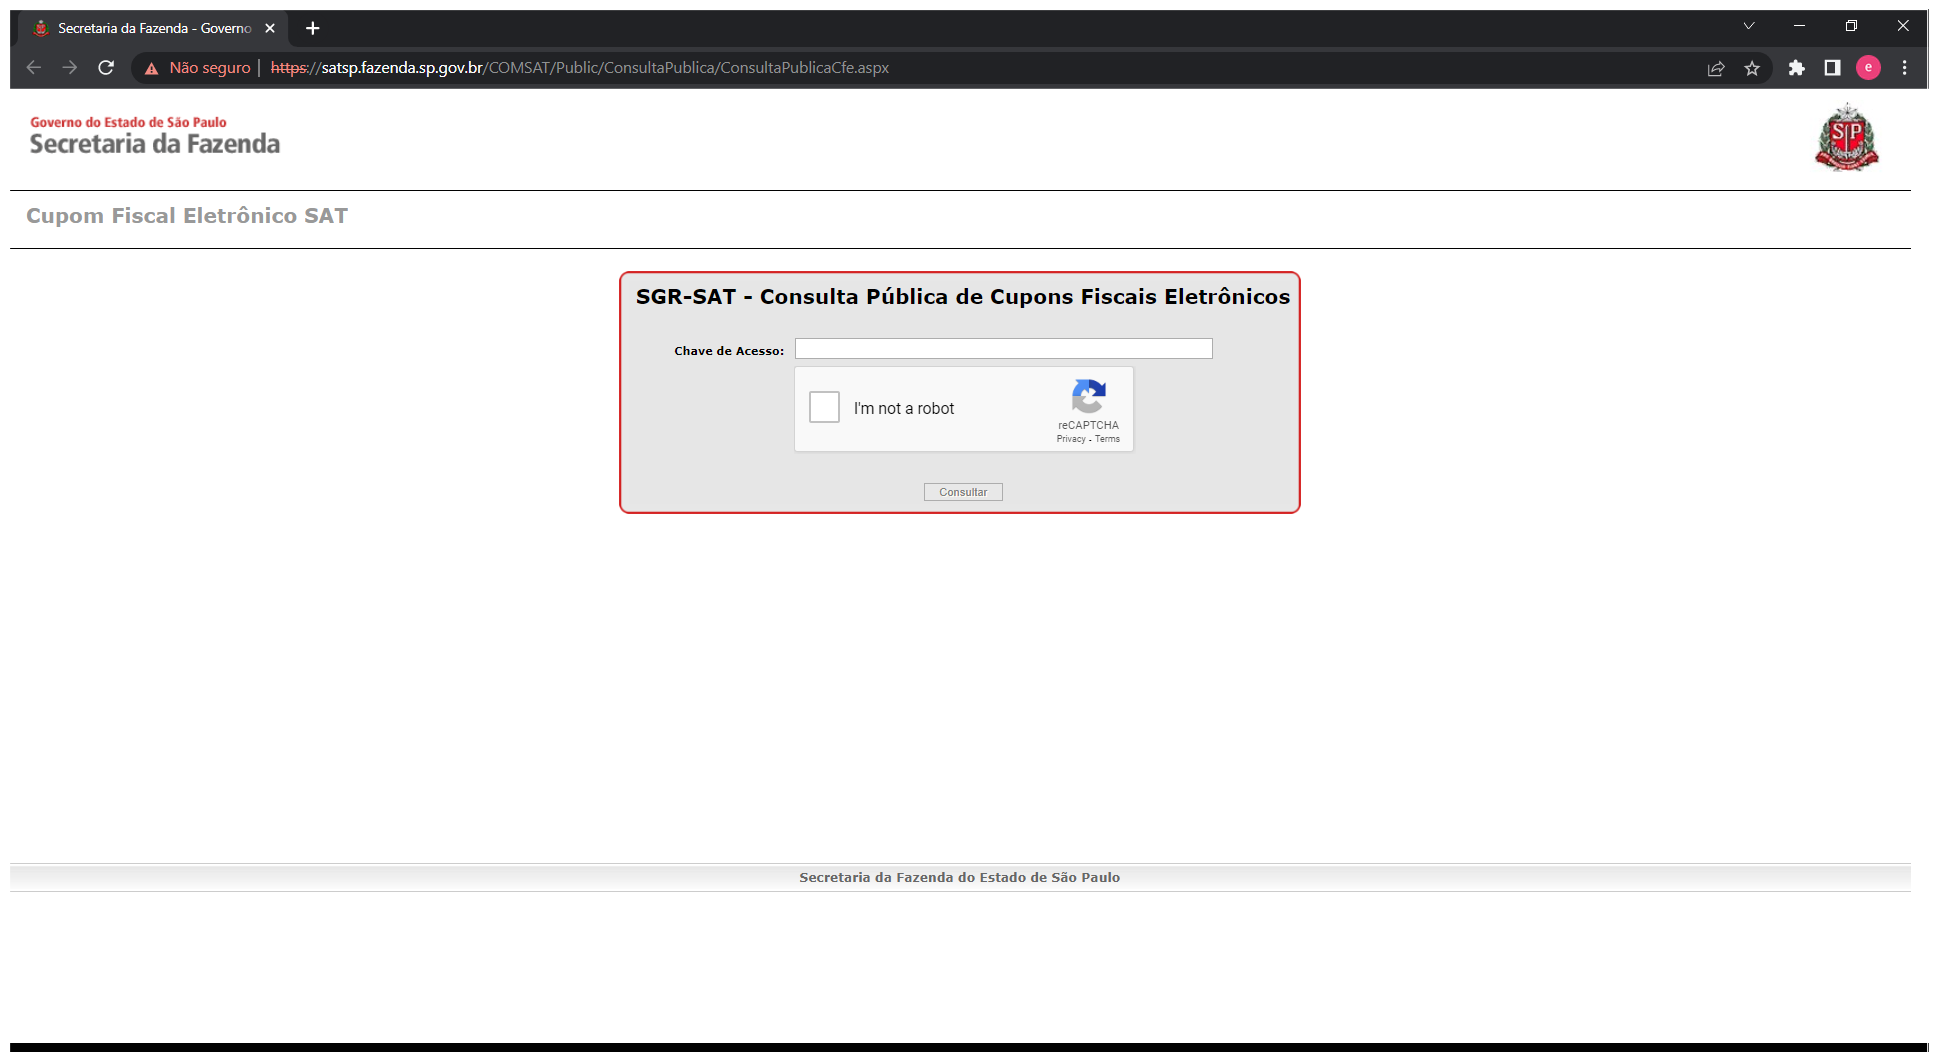 Secretaria da Fazenda - Governo
Não seguro | https://satsp.fazenda.sp.gov.br/COMSAT/Public/ConsultaPublica/ConsultaPublicaCfe.aspx
e
Governo do Estado de São Paulo
Secretaria da Fazenda
SP
Cupom Fiscal Eletrônico SAT
SGR-SAT - Consulta Pública de Cupons Fiscais Eletrônicos
Chave de Acesso:
I'm not a robot
reCAPTCHA
Privacy - Terms
Consultar
Secretaria da Fazenda do Estado de São Paulo